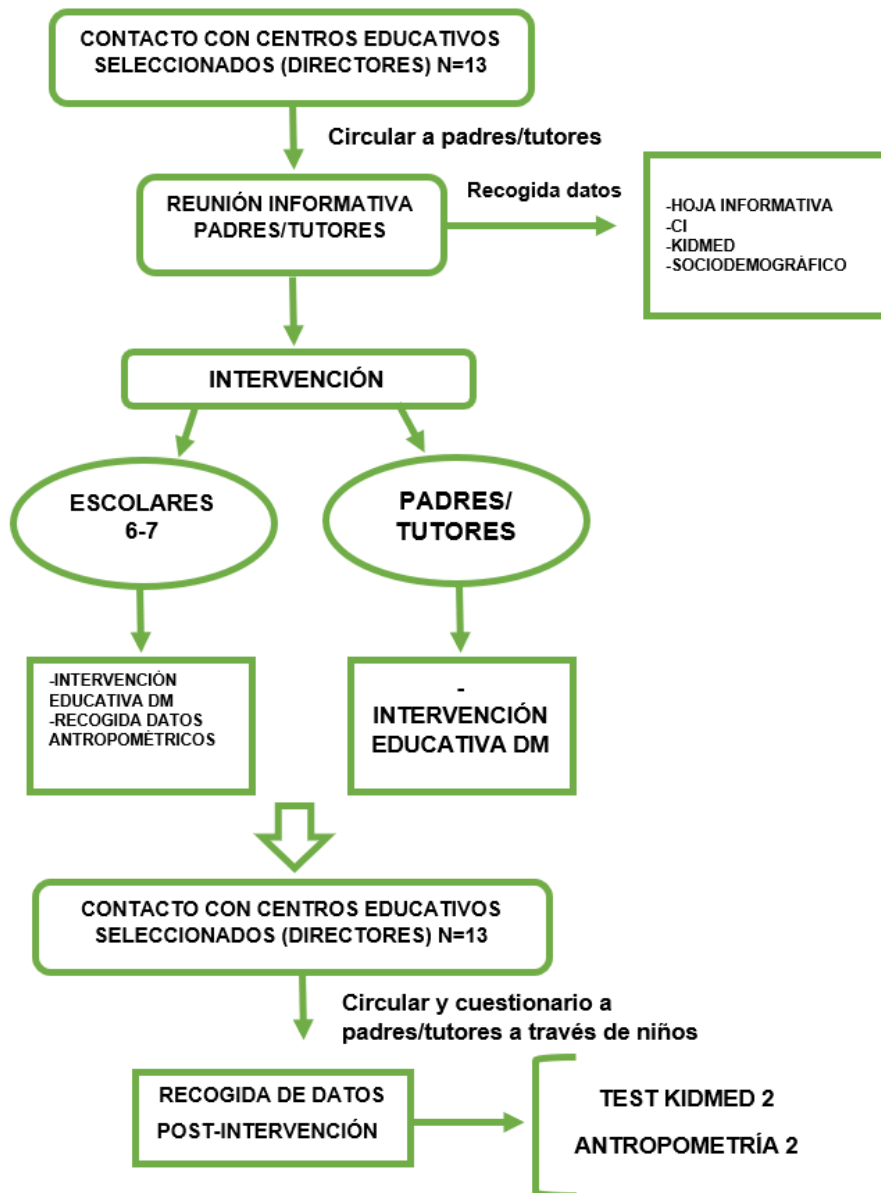 CONTACTO CON CENTROS EDUCATIVOS
SELECCIONADOS (DIRECTORES) N=13
Circular a padres/tutores
REUNIÓN INFORMATIVA
PADRES/TUTORES
Recogida datos
-HOJA INFORMATIVA
-CI
-KIDMED
-SOCIODEMOGRÁFICO
INTERVENCIÓN
ESCOLARES
6-7
PADRES/
TUTORES
-INTERVENCIÓN
EDUCATIVA DM
-RECOGIDA DATOS
ANTROPOMÉTRICOS
-
INTERVENCIÓN
EDUCATIVA DM
CONTACTO CON CENTROS EDUCATIVOS
SELECCIONADOS (DIRECTORES) N=13
Circular y cuestionario a
padres/tutores a través de niños
RECOGIDA DE DATOS
POST-INTERVENCIÓN
TEST KIDMED 2
ANTROPOMETRÍA 2